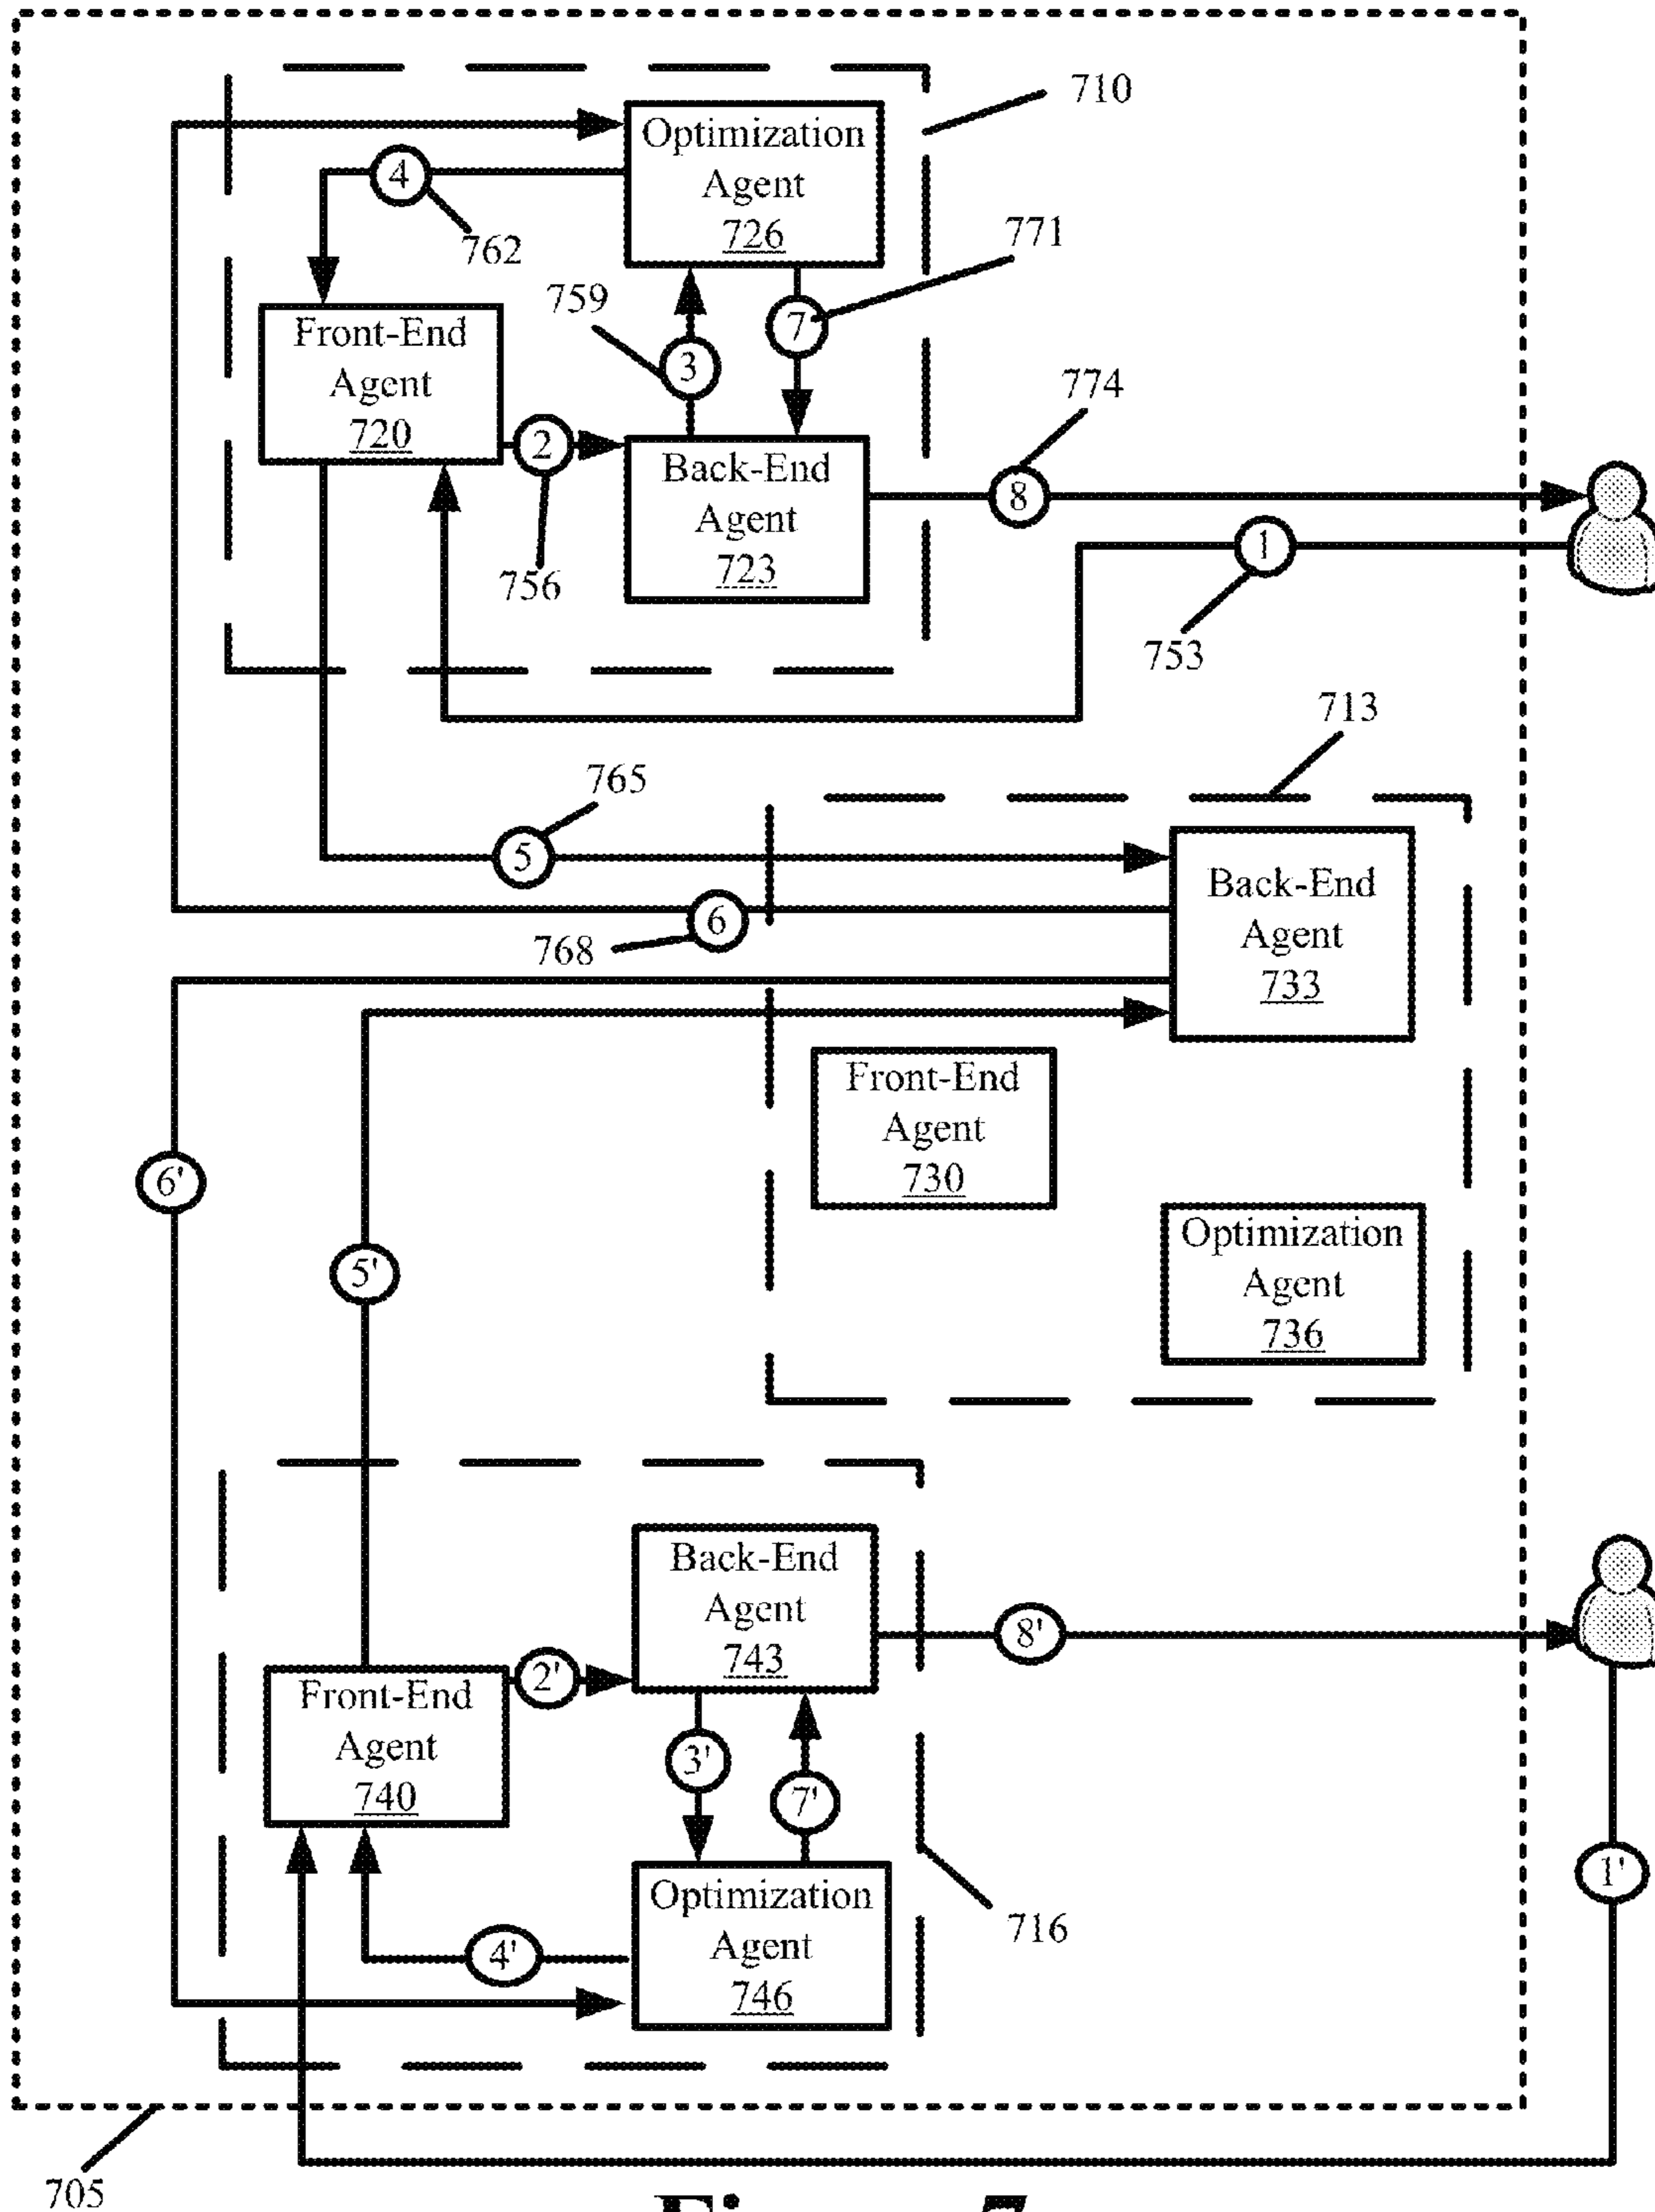 710
Optimization
Agent
726
4
762
771
759
7
3
Front-End
Agent
720
774
2
Back-End
Agent
723
756
8
1
753
713
765
5
Back-End
Agent
733
6
768
Front-End
Agent
730
6'
Optimization
Agent
736
5'
Back-End
Agent
743
8'
2'
Front-End
Agent
740
3'
7'
1'
Optimization
Agent
746
716
4'
705